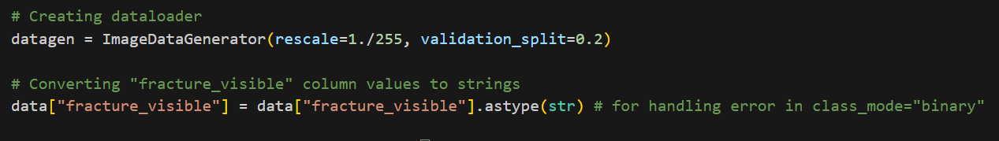 # Creating dataloader
datagen = ImageDataGenerator(rescale=1./255, validation_split=0.2)
# Converting "fracture_visible" column values to strings
data["fracture_visible"] = data["fracture_visible"].astype(str) # for handling error in class_mode="binary"